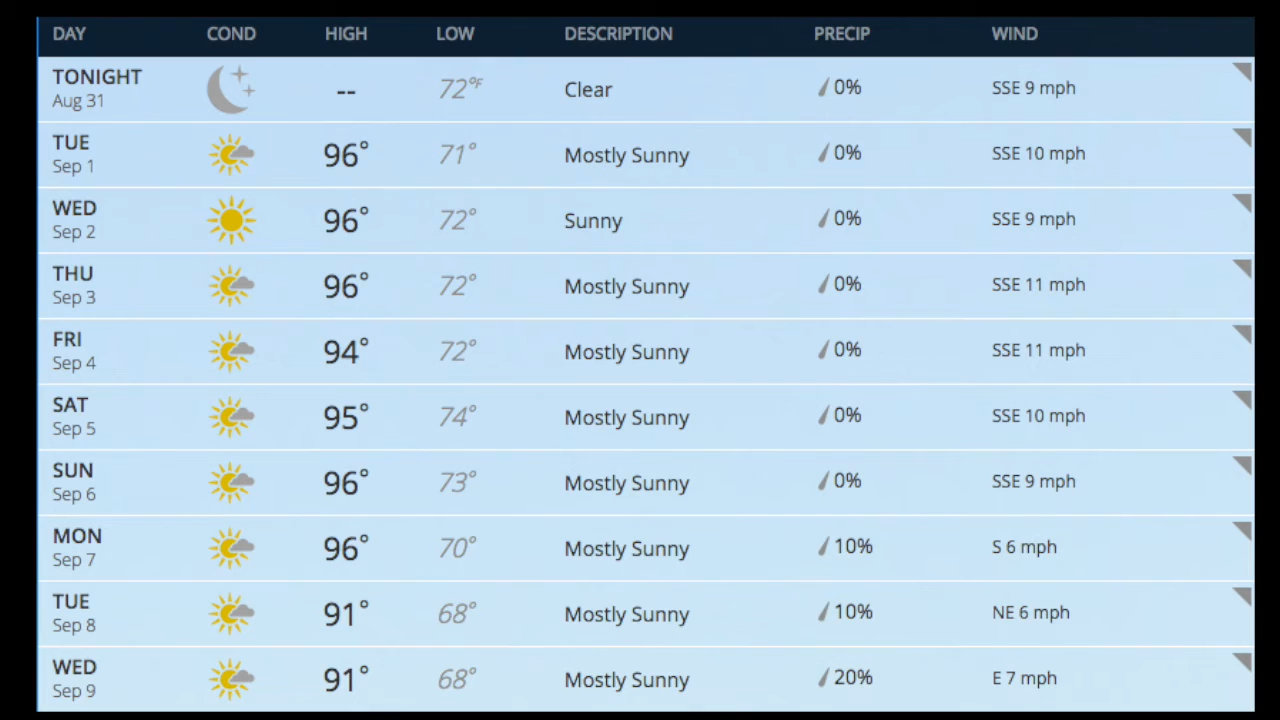 DAY COND HIGH LOW DESCRIPTION PRECIP WIND
TONIGHT
Aug 31
-- 72°F Clear 0% SSE 9 mph
TUE
Sep 1
96° 71° Mostly Sunny 0% SSE 10 mph
WED
Sep 2
96° 72° Sunny 0% SSE 9 mph
THU
Sep 3
96° 72° Mostly Sunny 0% SSE 11 mph
FRI
Sep 4
94° 72° Mostly Sunny 0% SSE 11 mph
SAT
Sep 5
95° 74° Mostly Sunny 0% SSE 10 mph
SUN
Sep 6
96° 73° Mostly Sunny 0% SSE 9 mph
MON
Sep 7
96° 70° Mostly Sunny 10% S 6 mph
TUE
Sep 8
91° 68° Mostly Sunny 10% NE 6 mph
WED
Sep 9
91° 68° Mostly Sunny 20% E 7 mph